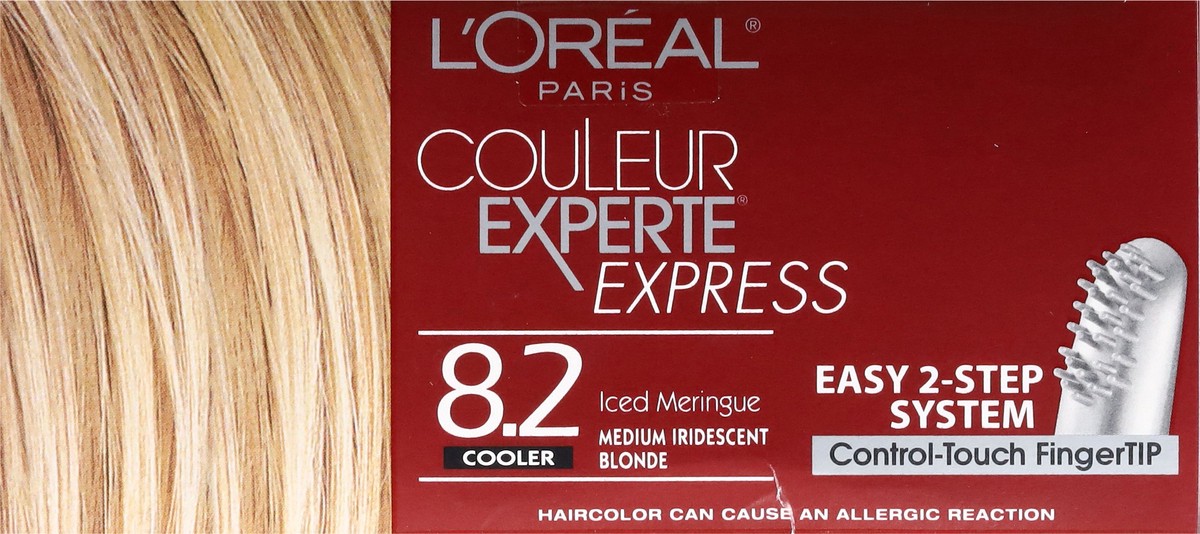 L'ORÉAL®
PARiS
COULEUR
EXPERTE®
EXPRESS
8.2
COOLER
Iced Meringue
MEDIUM IRIDESCENT
BLONDE
EASY 2-STEP
SYSTEM
Control-Touch FingerTIP
HAIRCOLOR CAN CAUSE AN ALLERGIC REACTION